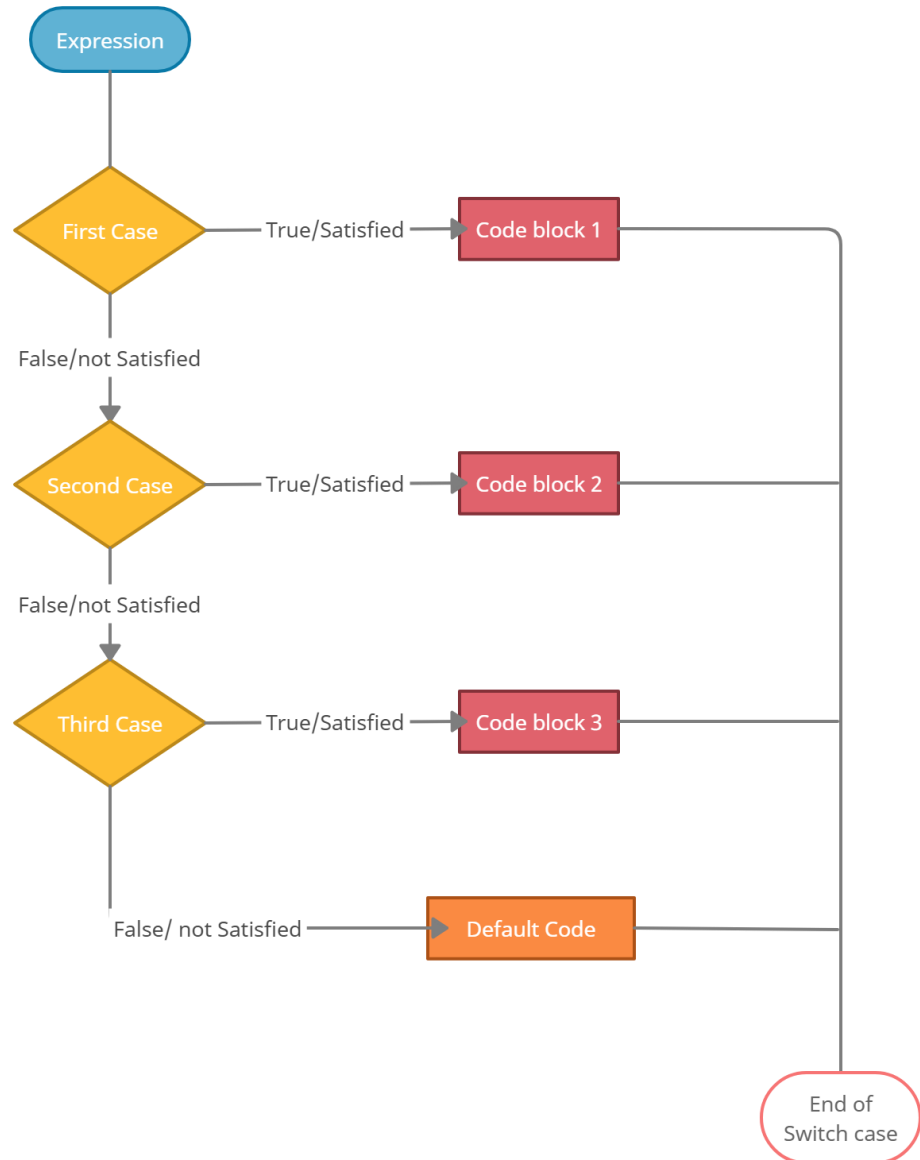 Expression
First Case
True/Satisfied
Code block 1
False/not Satisfied
Second Case
True/Satisfied
Code block 2
False/not Satisfied
Third Case
True/Satisfied
Code block 3
False/ not Satisfied
Default Code
End of
Switch case